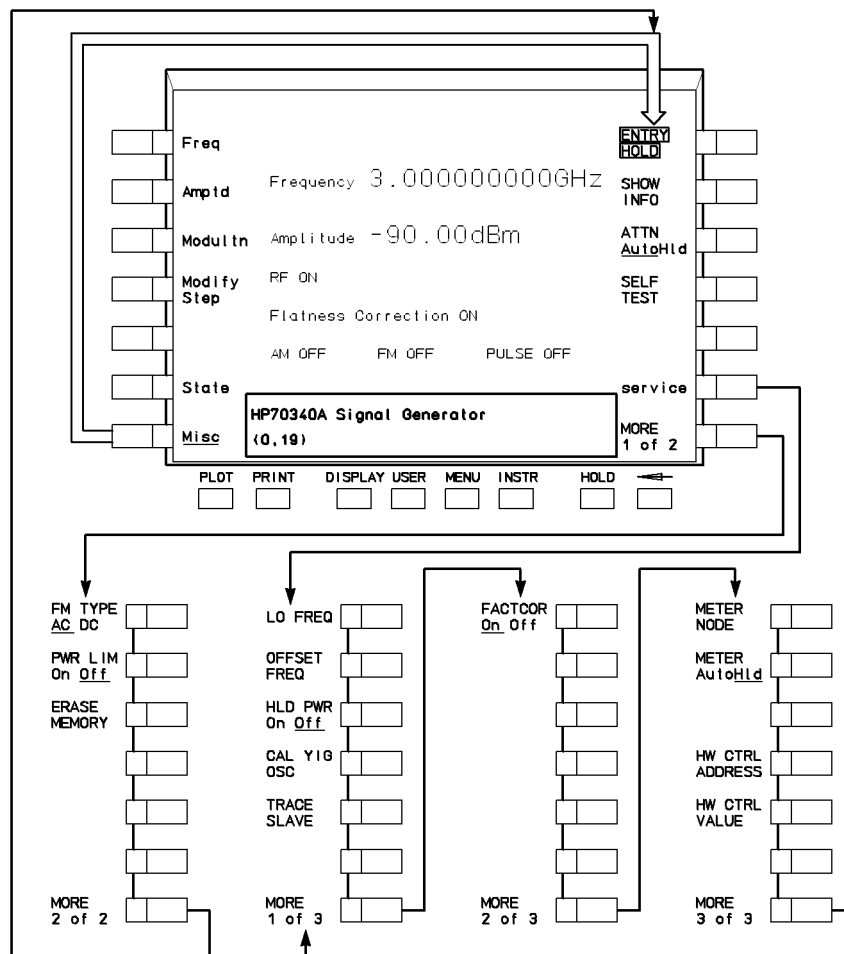 Freq
ENTRY
HOLD
Amptd
Frequency 3.000000000GHz
SHOW
INFO
Modultn
Amplitude -90.00dBm
ATTN
AutoHld
Modify
Step
RF ON
SELF
TEST
Flatness Correction ON
AM OFF FM OFF PULSE OFF
State
service
HP70340A Signal Generator
(0,19)
Misc
MORE
1 of 2
PLOT PRINT DISPLAY USER MENU INSTR HOLD
FM TYPE
AC DC
PWR LIM
On Off
ERASE
MEMORY
MORE
2 of 2
LO FREQ
OFFSET
FREQ
HLD PWR
On Off
CAL YIG
OSC
TRACE
SLAVE
MORE
1 of 3
FACTCOR
On Off
MORE
2 of 3
METER
NODE
METER
AutoHld
HW CTRL
ADDRESS
HW CTRL
VALUE
MORE
3 of 3